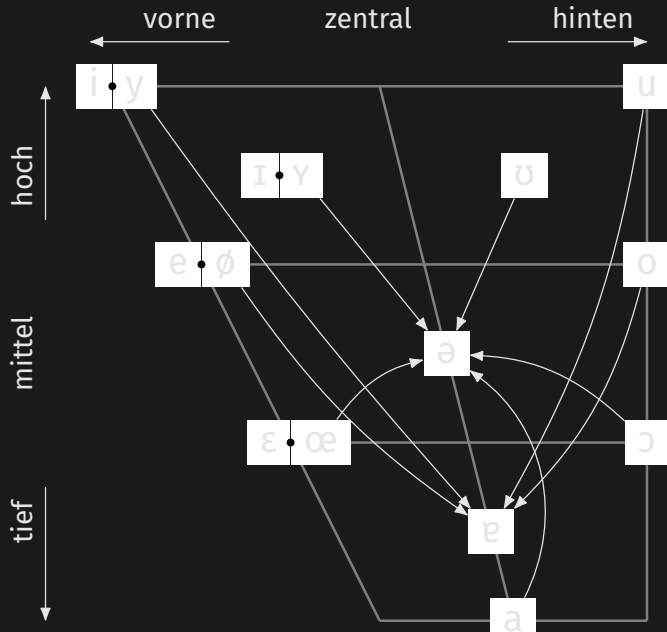 vorne zentral hinten
hoch
mittel
tief
i y u
ɪ ʏ ʊ
e ø o
ə
ɛ œ ɔ
ɐ
a